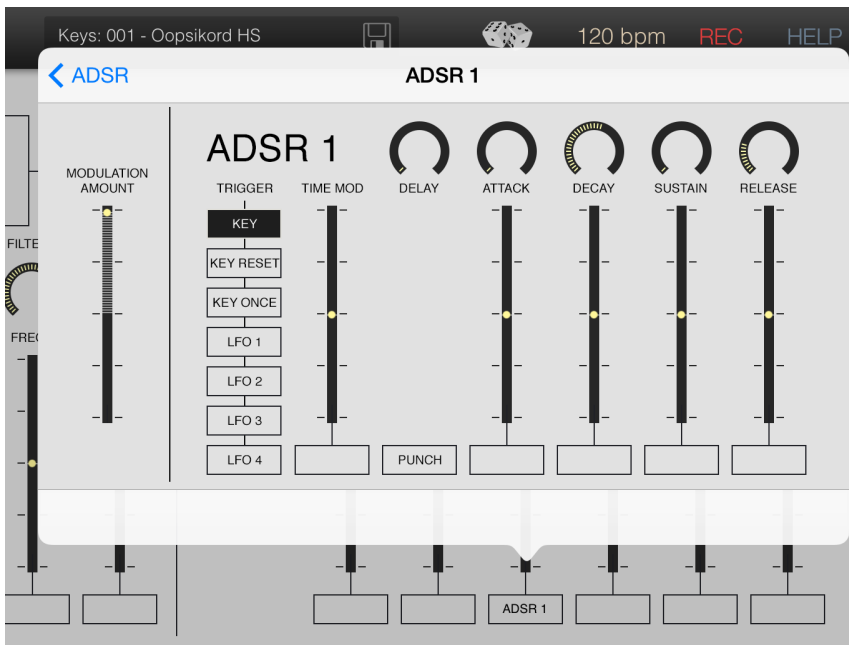 Keys: 001 - Oopsikord HS
120 bpm
REC
HELP
ADSR
ADSR 1
MODULATION
AMOUNT
ADSR 1
TRIGGER
TIME MOD
DELAY
ATTACK
DECAY
SUSTAIN
RELEASE
KEY
KEY RESET
KEY ONCE
LFO 1
LFO 2
LFO 3
LFO 4
PUNCH
FILTE
FREQ
ADSR 1